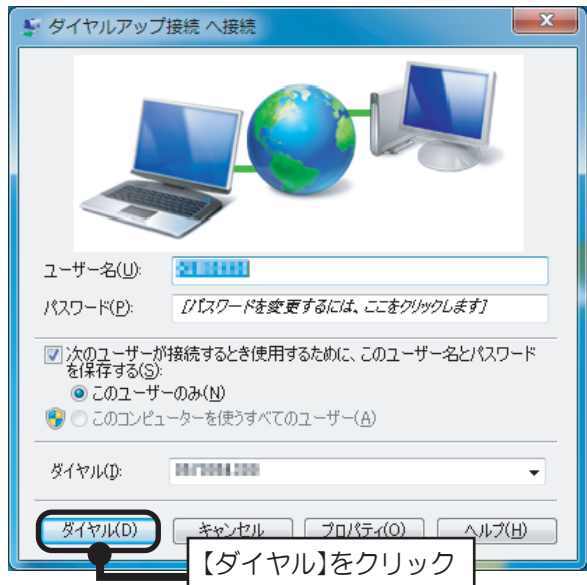 ダイヤルアップ接続 へ接続
ユーザー名(U):
パスワード(P): [パスワードを変更するには、ここをクリックします]
次のユーザーが接続するとき使用するために、このユーザー名とパスワード
を保存する(S):
このユーザーのみ(N)
このコンピューターを使うすべてのユーザー(A)
ダイヤル(I):
ダイヤル(D) キャンセル プロパティ(O) ヘルプ(H)
【ダイヤル】をクリック